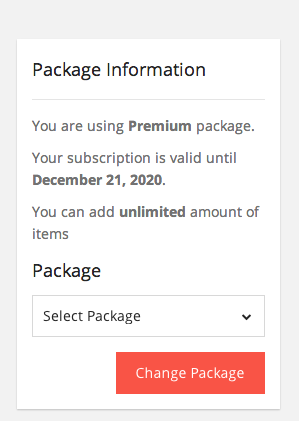 Package Information
You are using Premium package.
Your subscription is valid until
December 21, 2020.
You can add unlimited amount of
items
Package
Select Package
Change Package